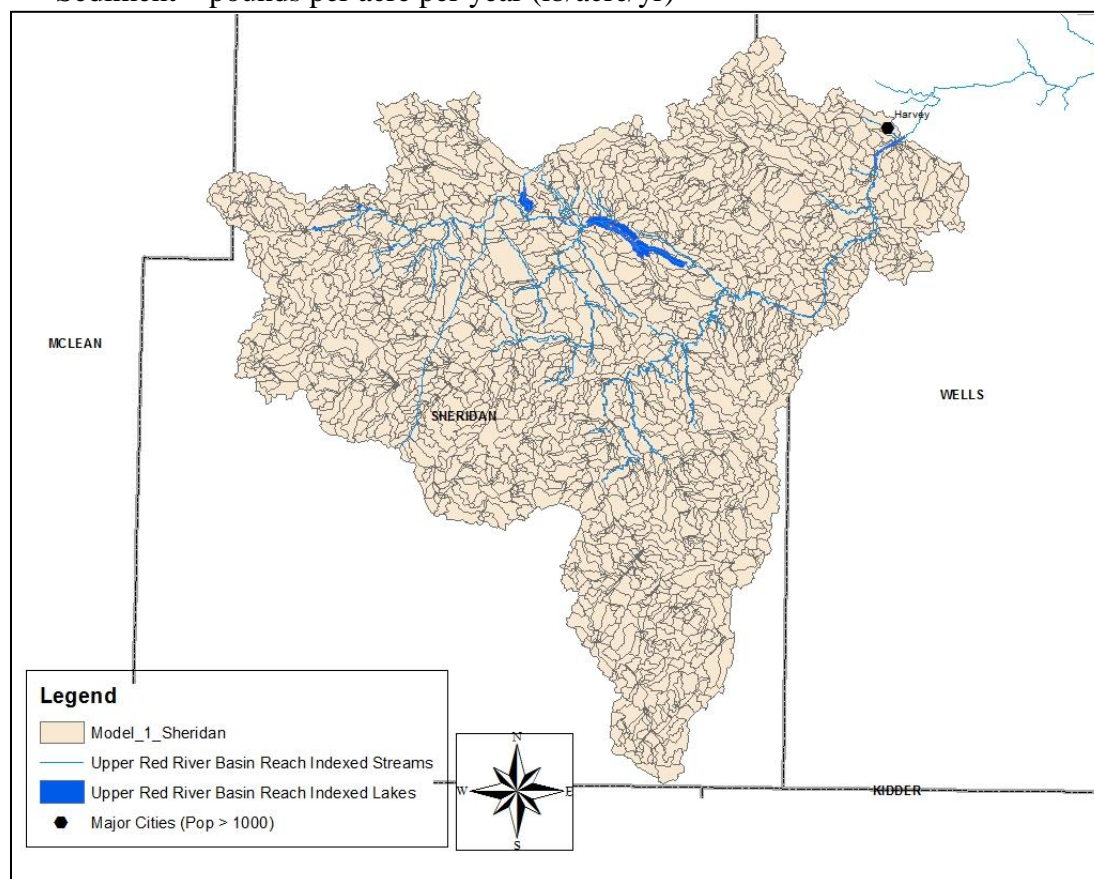 Sediment – pounds per acre per year (lb/acre/yr)
Harvey
MCLEAN
WELLS
SHERIDAN
Legend
Model_1_Sheridan
Upper Red River Basin Reach Indexed Streams
Upper Red River Basin Reach Indexed Lakes
Major Cities (Pop > 1000)
N
W E
S
KIDDER